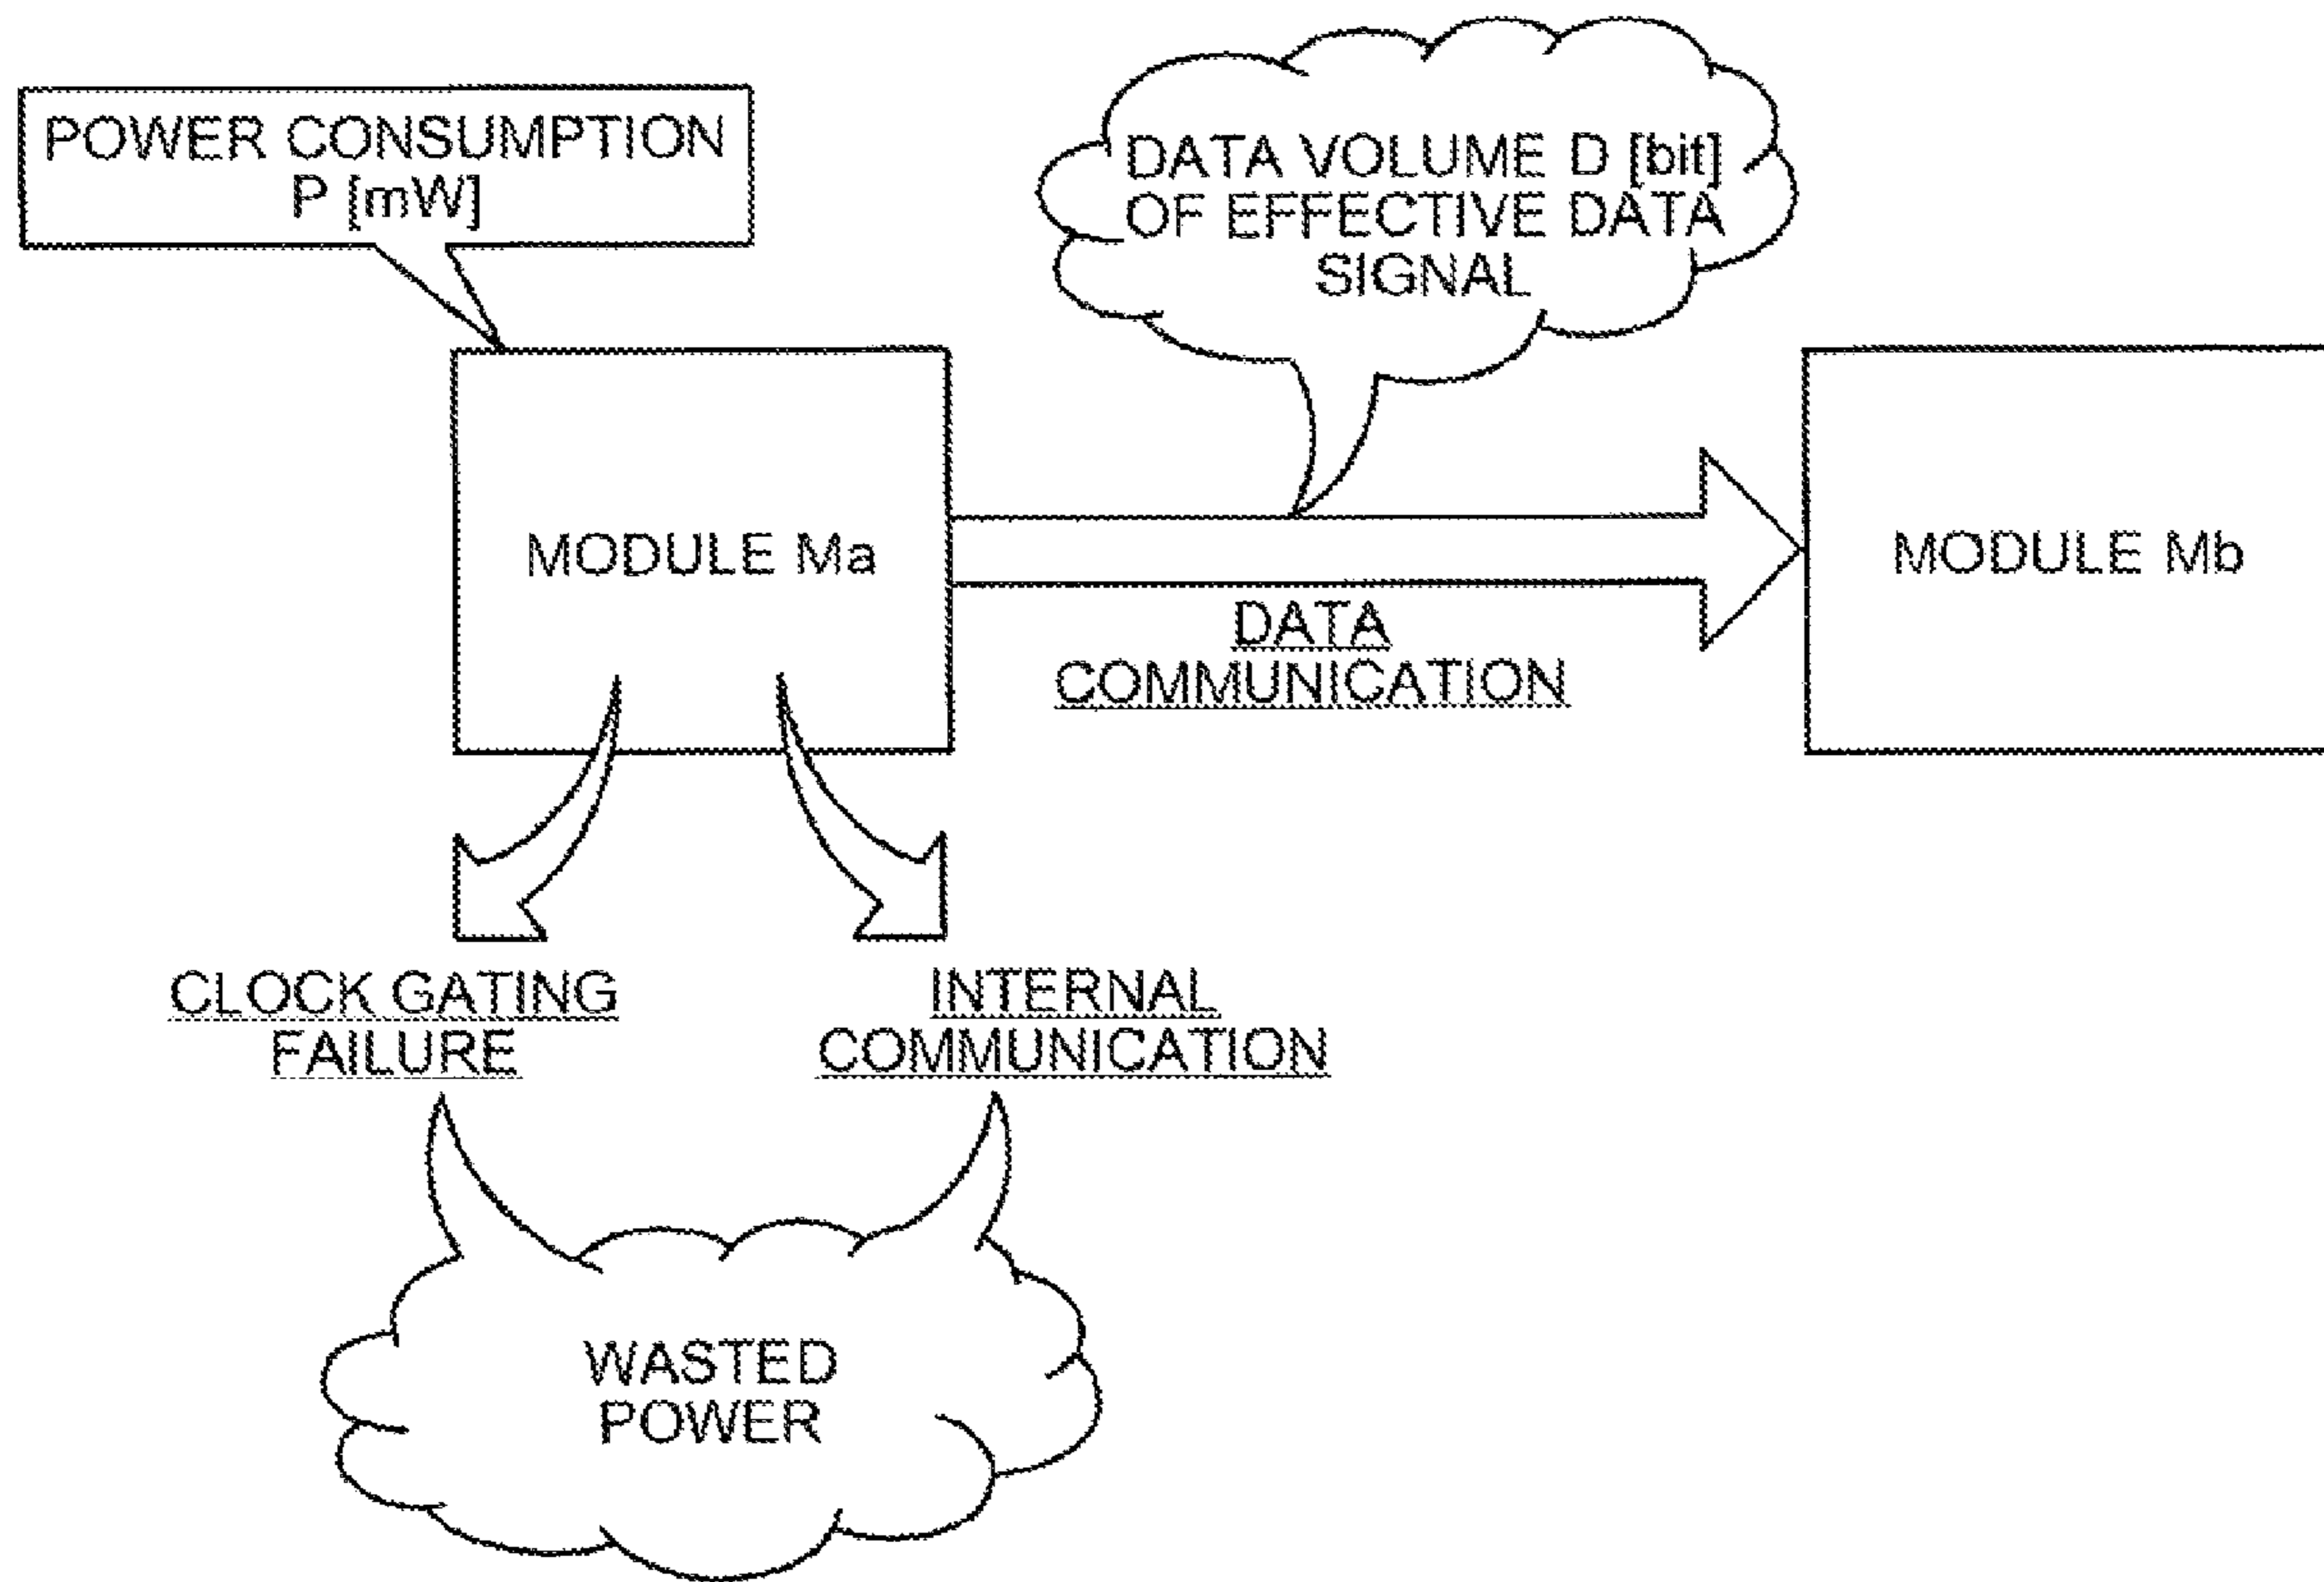 POWER CONSUMPTION
P [mW]
DATA VOLUME D [bit]
OF EFFECTIVE DATA
SIGNAL
MODULE Ma
MODULE Mb
DATA
COMMUNICATION
CLOCK GATING
FAILURE
INTERNAL
COMMUNICATION
WASTED
POWER